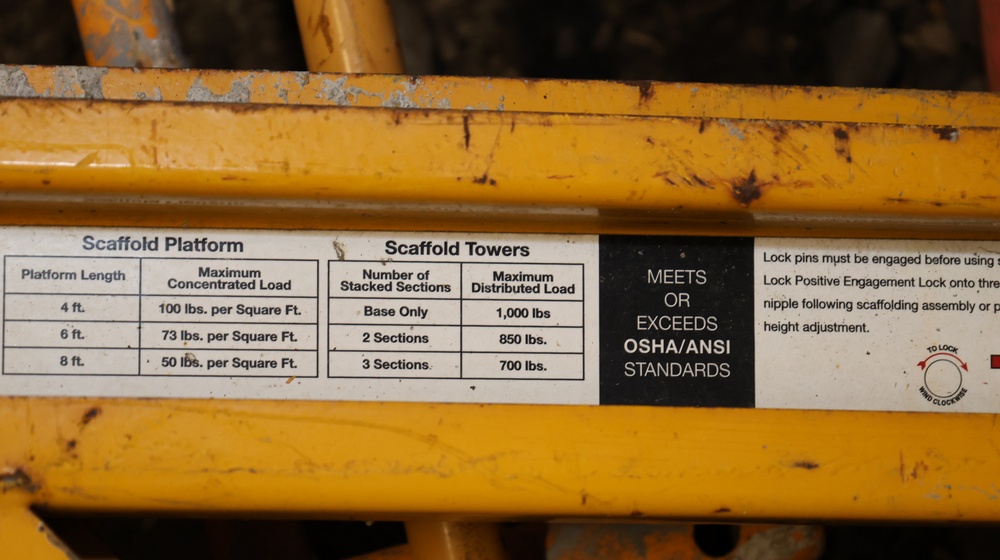 Scaffold Platform
Platform Length
Maximum
Concentrated Load
4 ft.
100 lbs. per Square Ft.
6 ft.
73 lbs. per Square Ft.
8 ft.
50 lbs. per Square Ft.
Scaffold Towers
Number of
Stacked Sections
Maximum
Distributed Load
Base Only
1,000 lbs
2 Sections
850 lbs.
3 Sections
700 lbs.
MEETS
OR
EXCEEDS
OSHA/ANSI
STANDARDS
Lock pins must be engaged before using
Lock Positive Engagement Lock onto
nipple following scaffolding assembly or
height adjustment.
TO LOCK
WIND CLOCKWISE